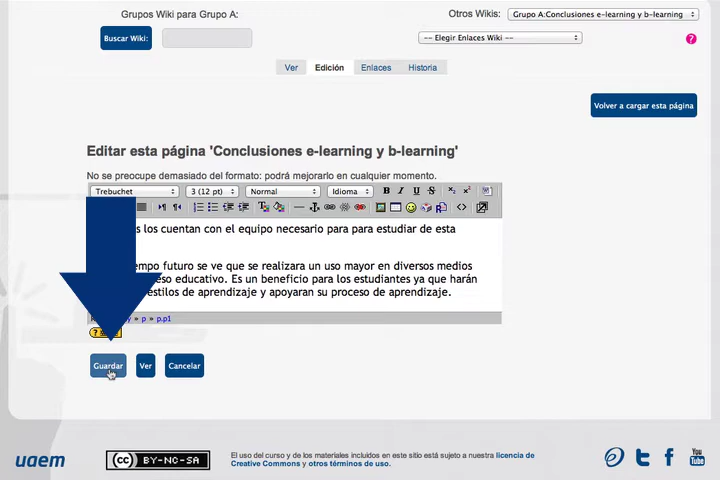 Grupos Wiki para Grupo A:
Otros Wikis:
Grupo A:Conclusiones e-learning y b-learning
Buscar Wiki:
-- Elegir Enlaces Wiki --
?
Ver Edición Enlaces Historia
Volver a cargar esta página
Editar esta página 'Conclusiones e-learning y b-learning'
No se preocupe demasiado del formato: podrá mejorarlo en cualquier momento.
Trebuchet 3 (12 pt) Normal Idioma B I U S
los cuentan con el equipo necesario para para estudiar de esta
futuro se ve que se realizara un uso mayor en diversos medios
educativo. Es un beneficio para los estudiantes ya que harán
estilos de aprendizaje y apoyaran su proceso de aprendizaje.
» p » p.p1
Guardar Ver Cancelar
uaem
cc BY-NC-SA
El uso del curso y de los materiales incluidos en este sitio está sujeto a nuestra licencia de
Creative Commons y otros términos de uso.
You
Tube